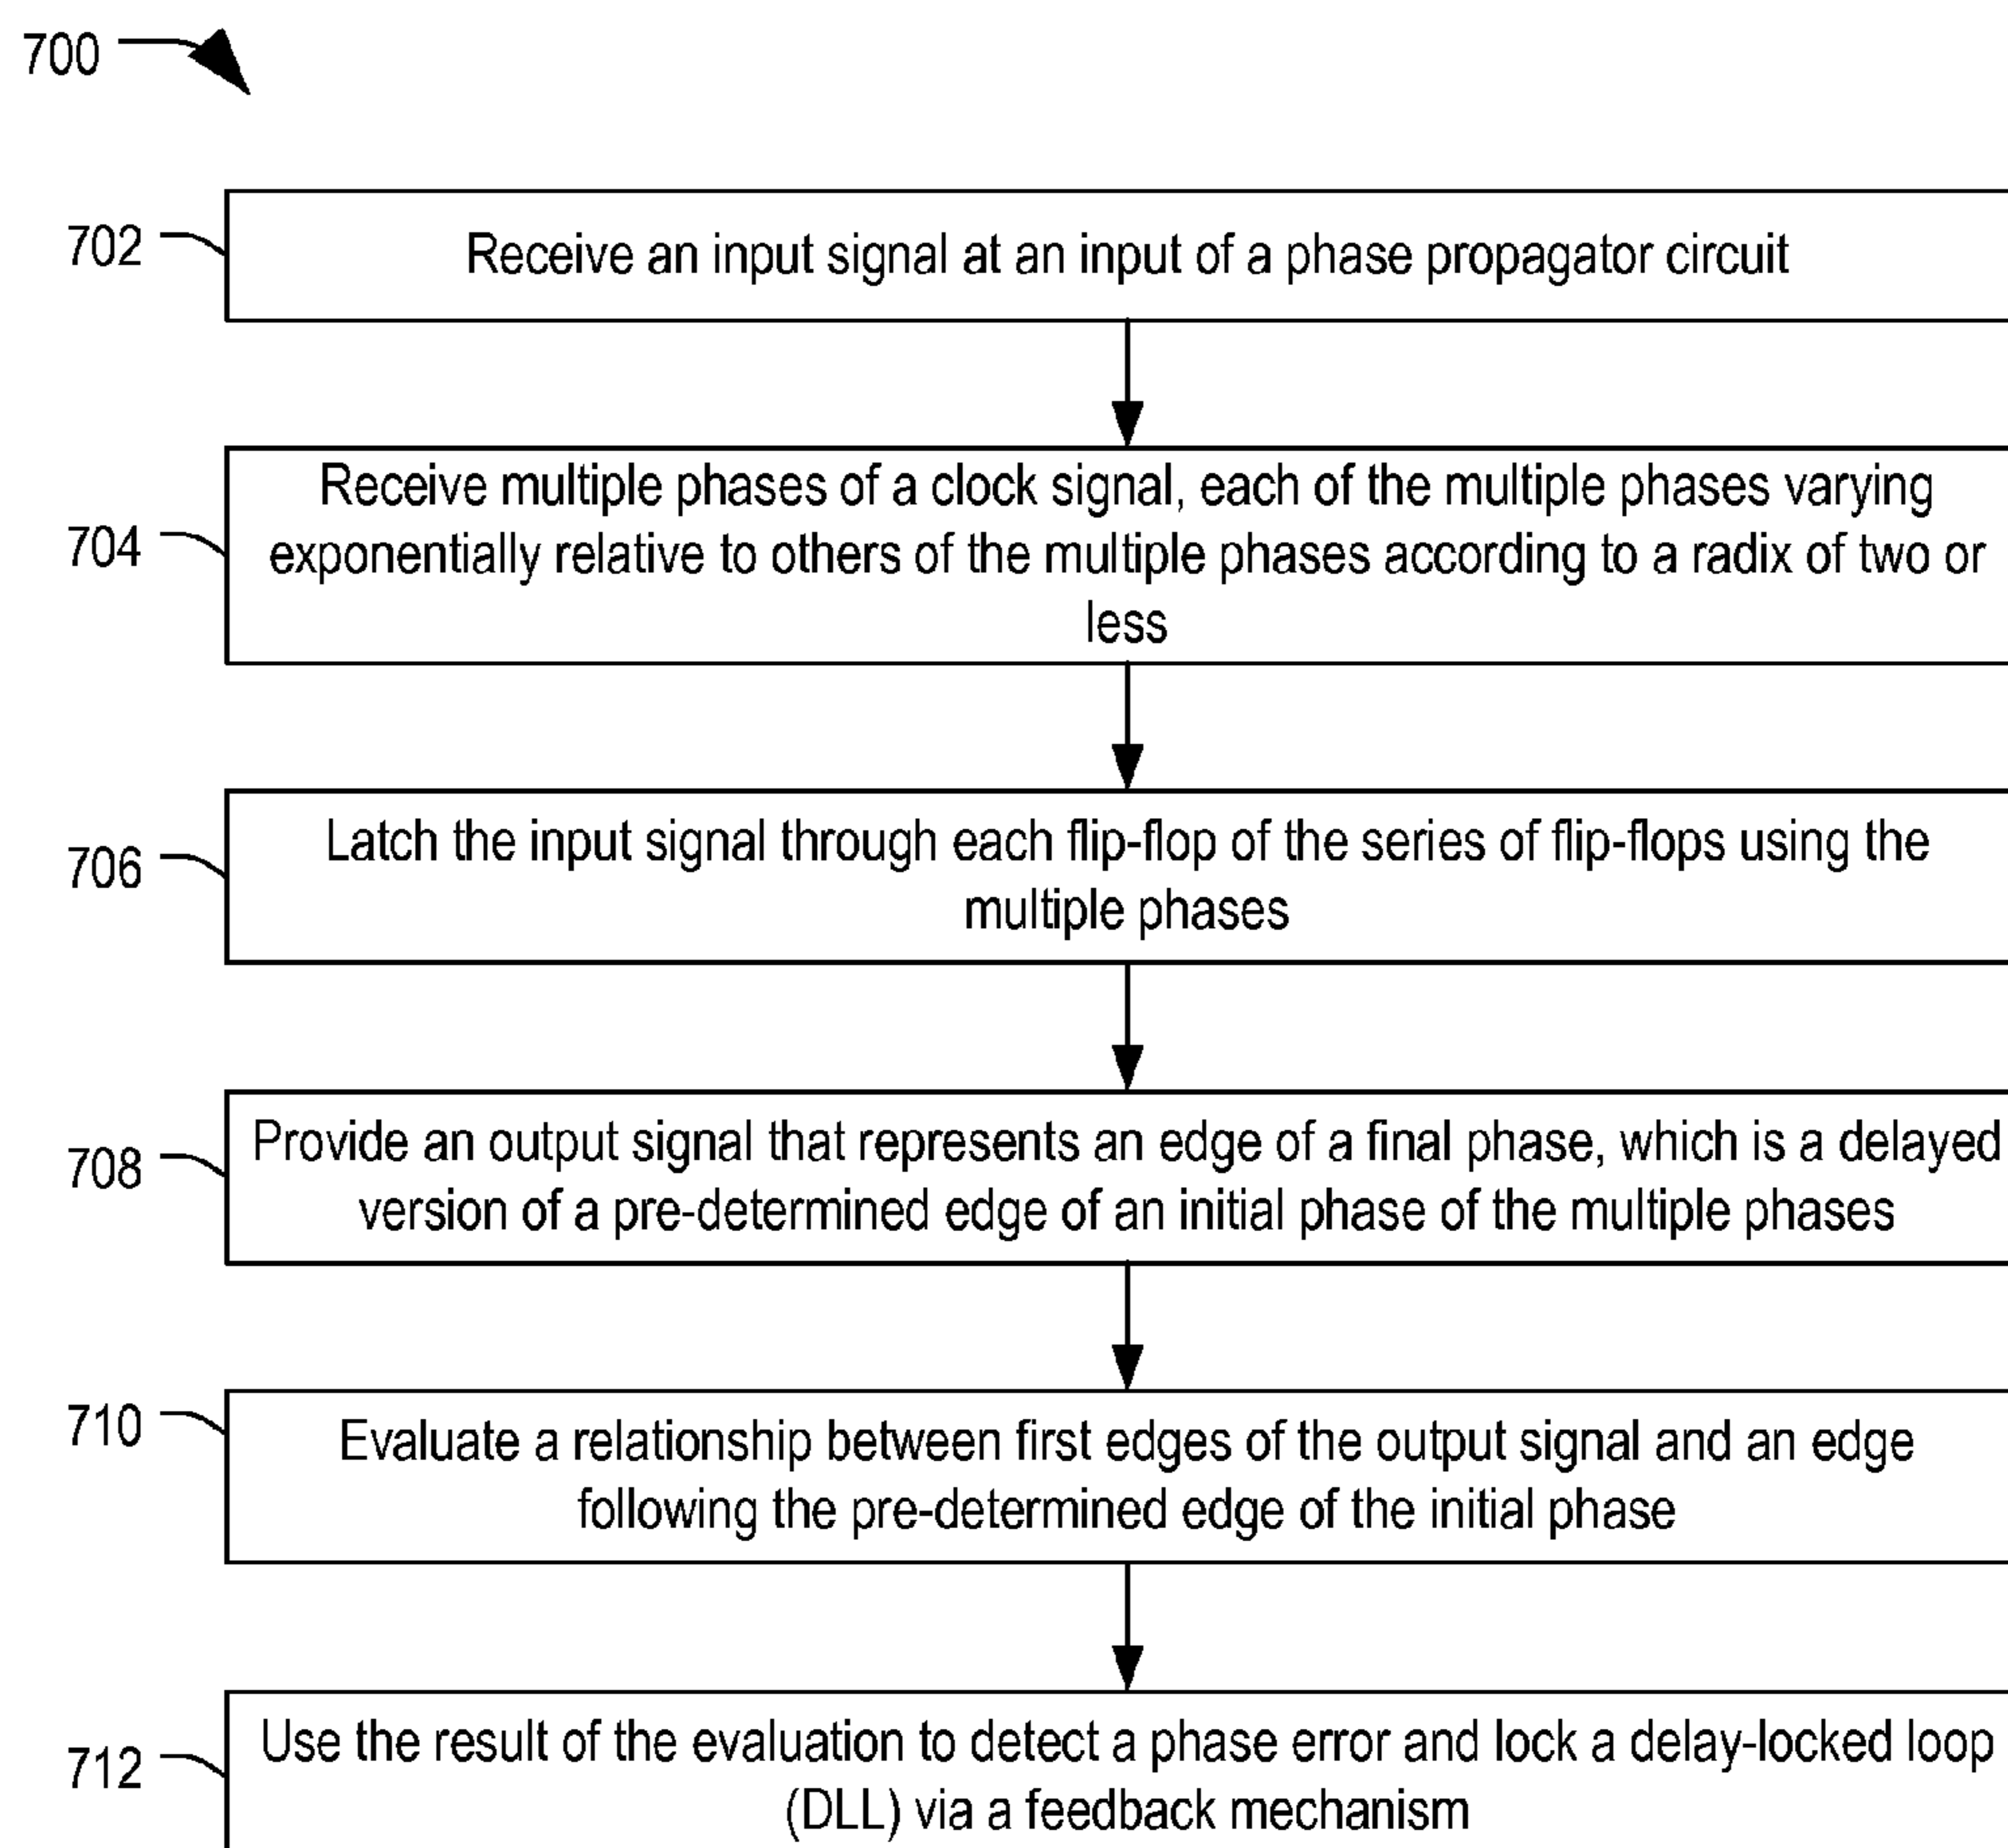 700
702
Receive an input signal at an input of a phase propagator circuit
704
Receive multiple phases of a clock signal, each of the multiple phases varying
exponentially relative to others of the multiple phases according to a radix of two or
less
706
Latch the input signal through each flip-flop of the series of flip-flops using the
multiple phases
708
Provide an output signal that represents an edge of a final phase, which is a delayed
version of a pre-determined edge of an initial phase of the multiple phases
710
Evaluate a relationship between first edges of the output signal and an edge
following the pre-determined edge of the initial phase
712
Use the result of the evaluation to detect a phase error and lock a delay-locked loop
(DLL) via a feedback mechanism